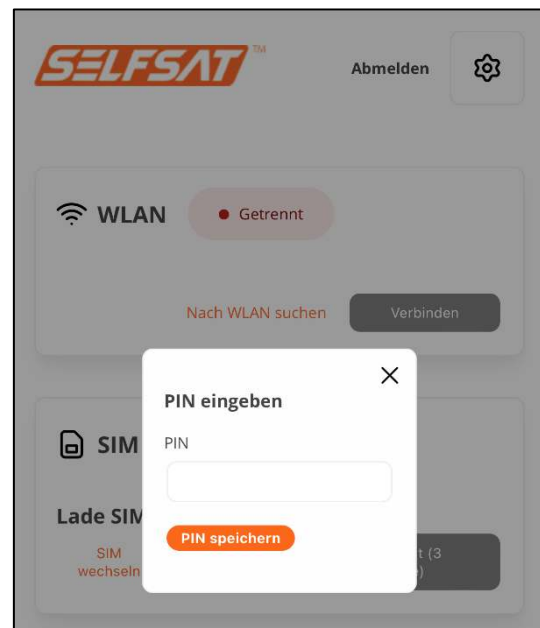 SELFSAT™
Abmelden
WLAN
Getrennt
Nach WLAN suchen
Verbinden
PIN eingeben
PIN
SIM
Lade SIM
PIN speichern
SIM
wechseln
t (3
)